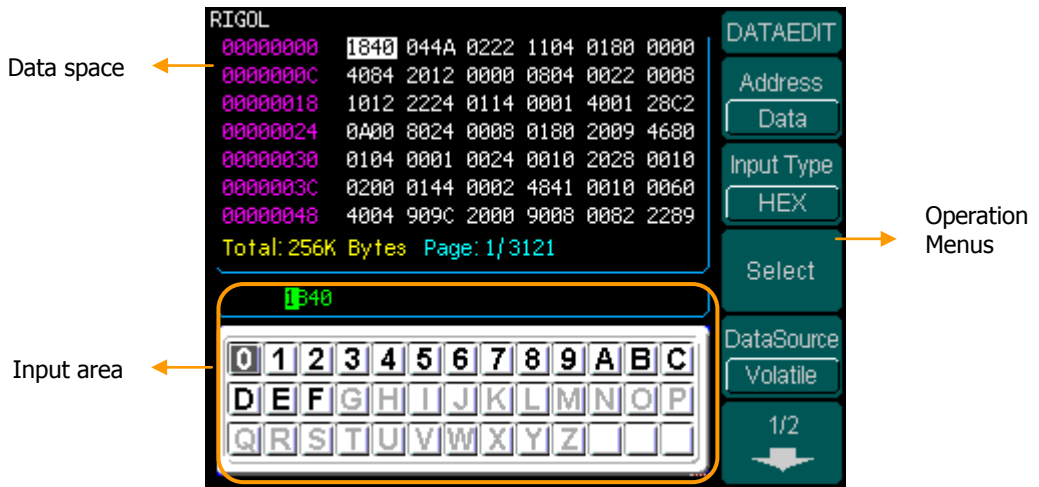 RIGOL
00000000 1840 044A 0222 1104 0180 0000
0000000C 4084 2012 0000 0804 0022 0008
00000018 1012 2224 0114 0001 4001 28C2
00000024 0A00 8024 0008 0180 2009 4680
00000030 0104 0001 0024 0010 2028 0010
0000003C 0200 0144 0002 4841 0010 0060
00000048 4004 909C 2000 9008 0082 2289
Total: 256K Bytes Page: 1/3121
1840
0 1 2 3 4 5 6 7 8 9 A B C
D E F G H I J K L M N O P
Q R S T U V W X Y Z
DATAEDIT
Address
Data
Input Type
HEX
Select
DataSource
Volatile
1/2
Data space
Input area
Operation
Menus